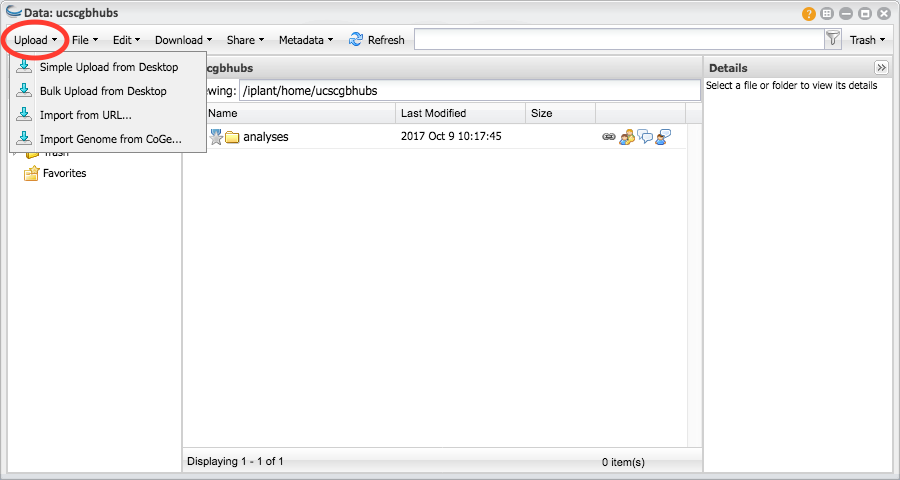 Data: ucscgbhubs
Upload File Edit Download Share Metadata Refresh Trash
Simple Upload from Desktop
Bulk Upload from Desktop
Import from URL...
Import Genome from CoGe...
Trash
Favorites
cgbhubs
ewing: /iplant/home/ucscgbhubs
Name Last Modified Size
analyses 2017 Oct 9 10:17:45
Displaying 1 - 1 of 1 0 item(s)
Details
Select a file or folder to view its details